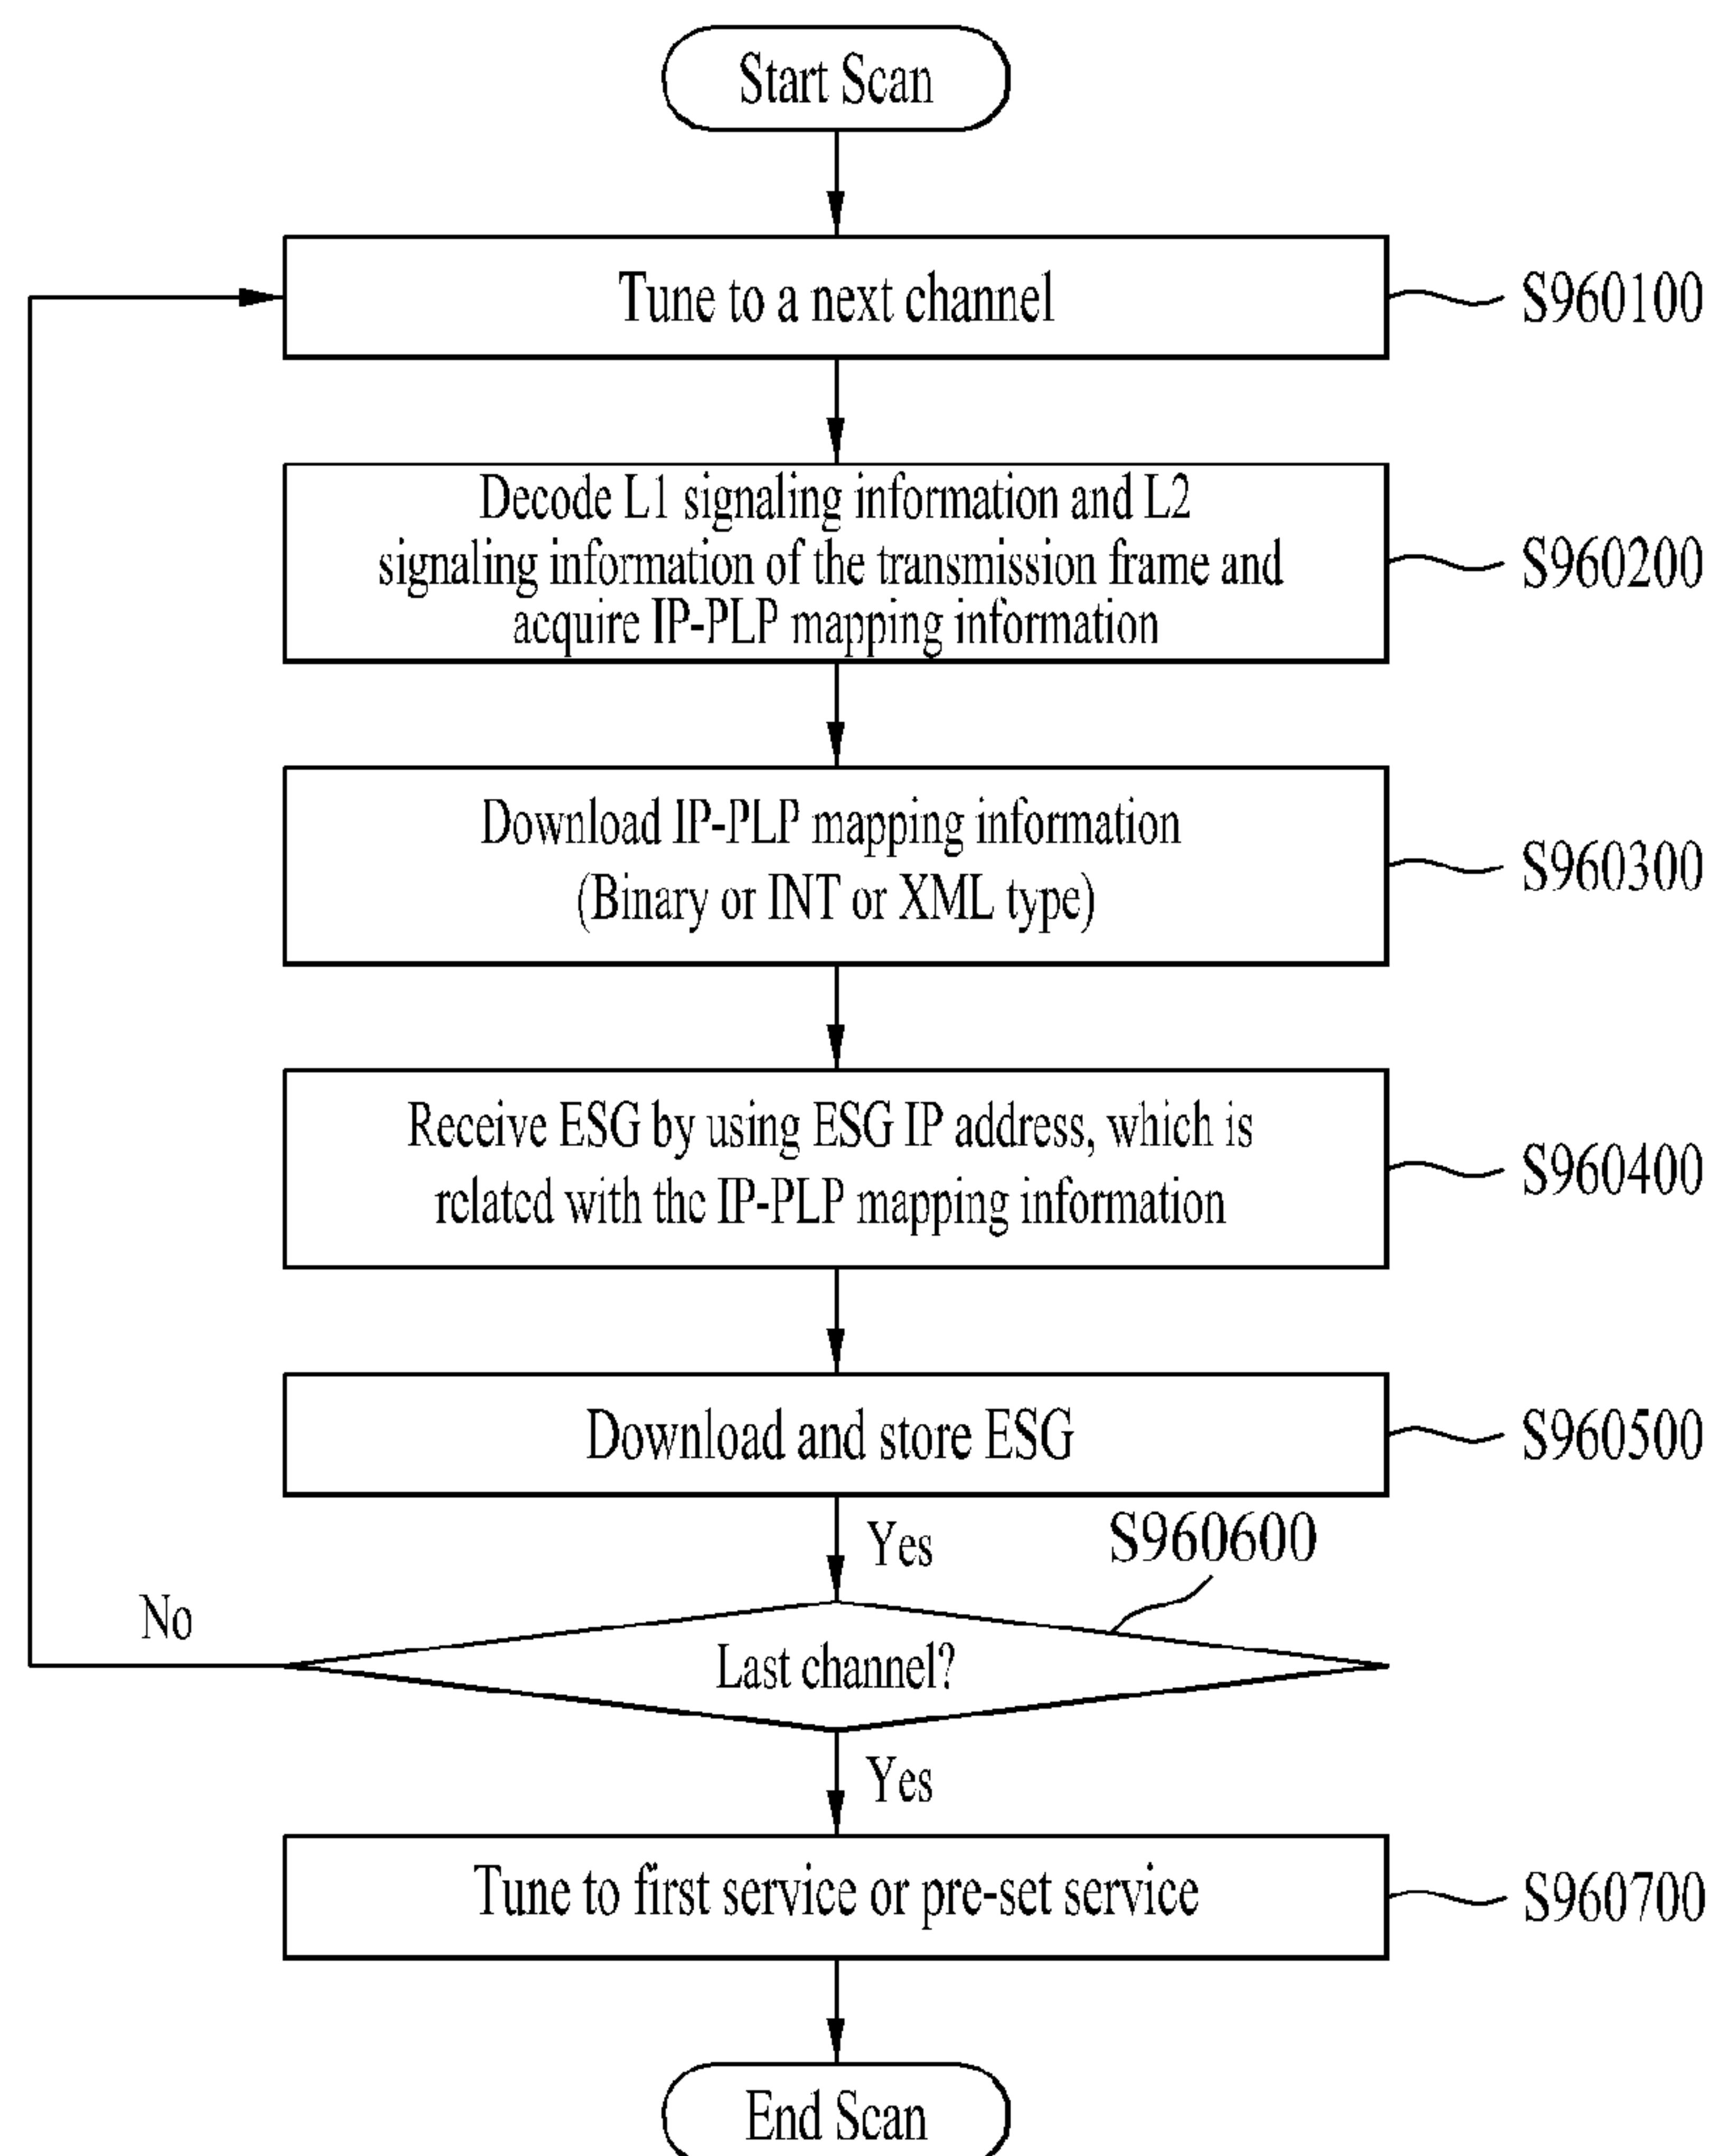 Start Scan
Tune to a next channel
S960100
Decode L1 signaling information and L2
signaling information of the transmission frame and
acquire IP-PLP mapping information
S960200
Download IP-PLP mapping information
(Binary or INT or XML type)
S960300
Receive ESG by using ESG IP address, which is
related with the IP-PLP mapping information
S960400
Download and store ESG
S960500
Yes
S960600
No
Last channel?
Yes
Tune to first service or pre-set service
S960700
End Scan